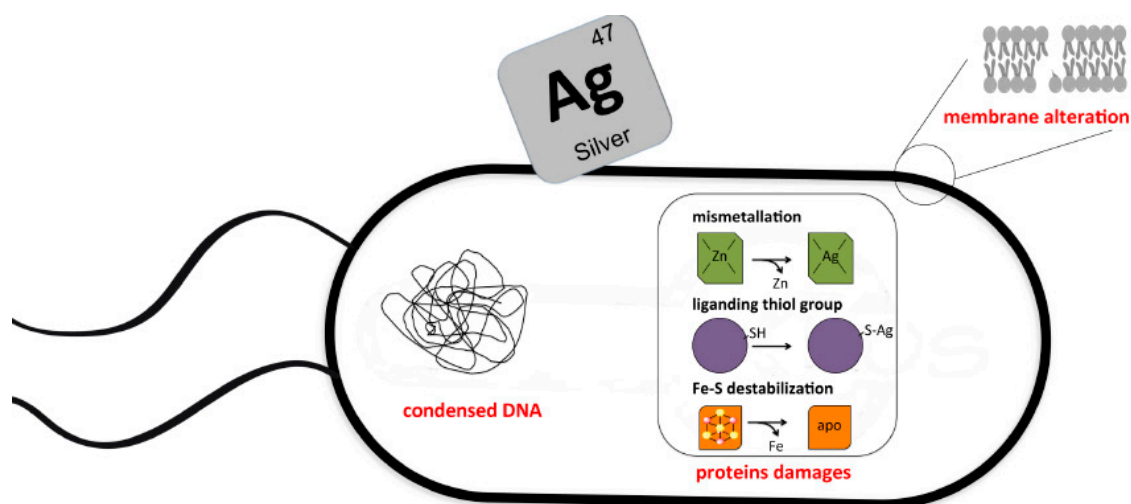 47
Ag
Silver
membrane alteration
mismetallation
Zn
Zn
Ag
liganding thiol group
SH
S-Ag
Fe-S destabilization
Fe
apo
condensed DNA
proteins damages